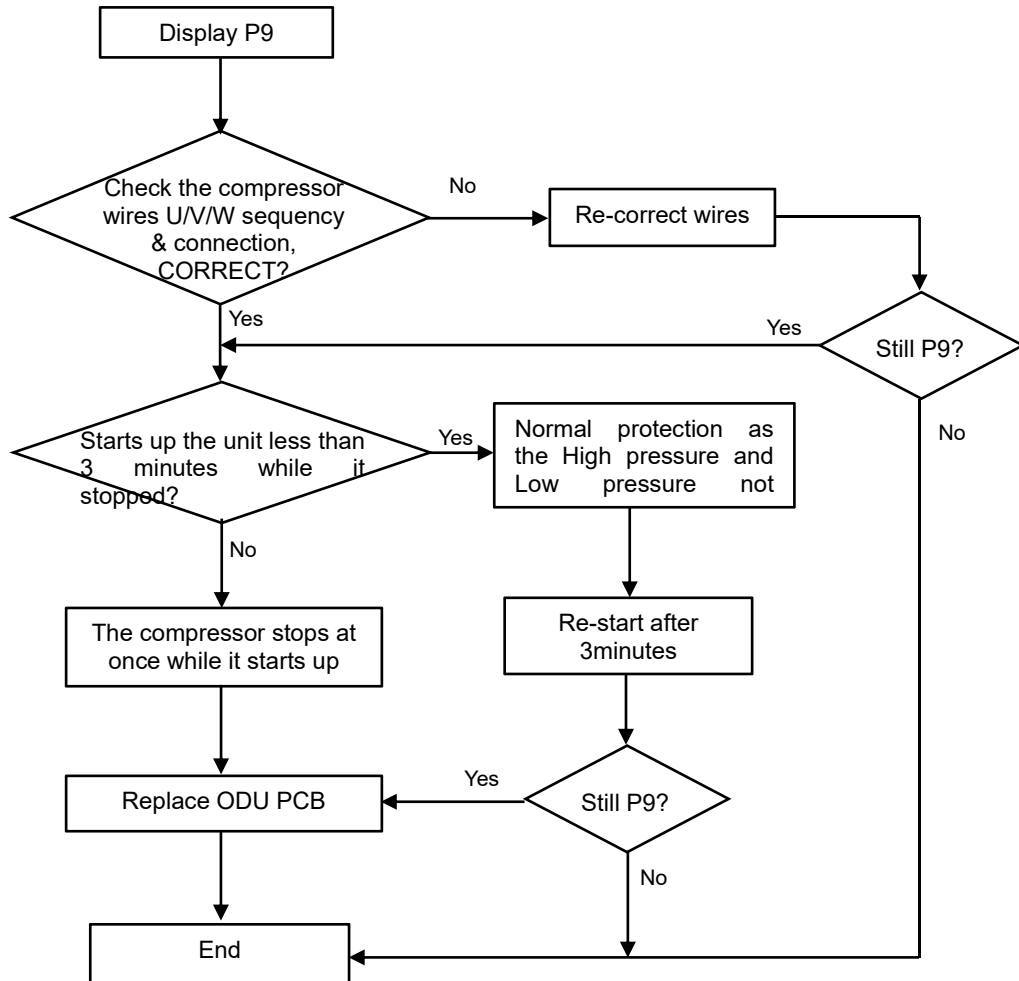 Display P9
Check the compressor
wires U/V/W sequency
& connection,
CORRECT?
No
Re-correct wires
Yes
Yes
Still P9?
No
Starts up the unit less than
3 minutes while it
stopped?
Yes
Normal protection as
the High pressure and
Low pressure not
No
The compressor stops at
once while it starts up
Re-start after
3minutes
Replace ODU PCB
Yes
Still P9?
No
End